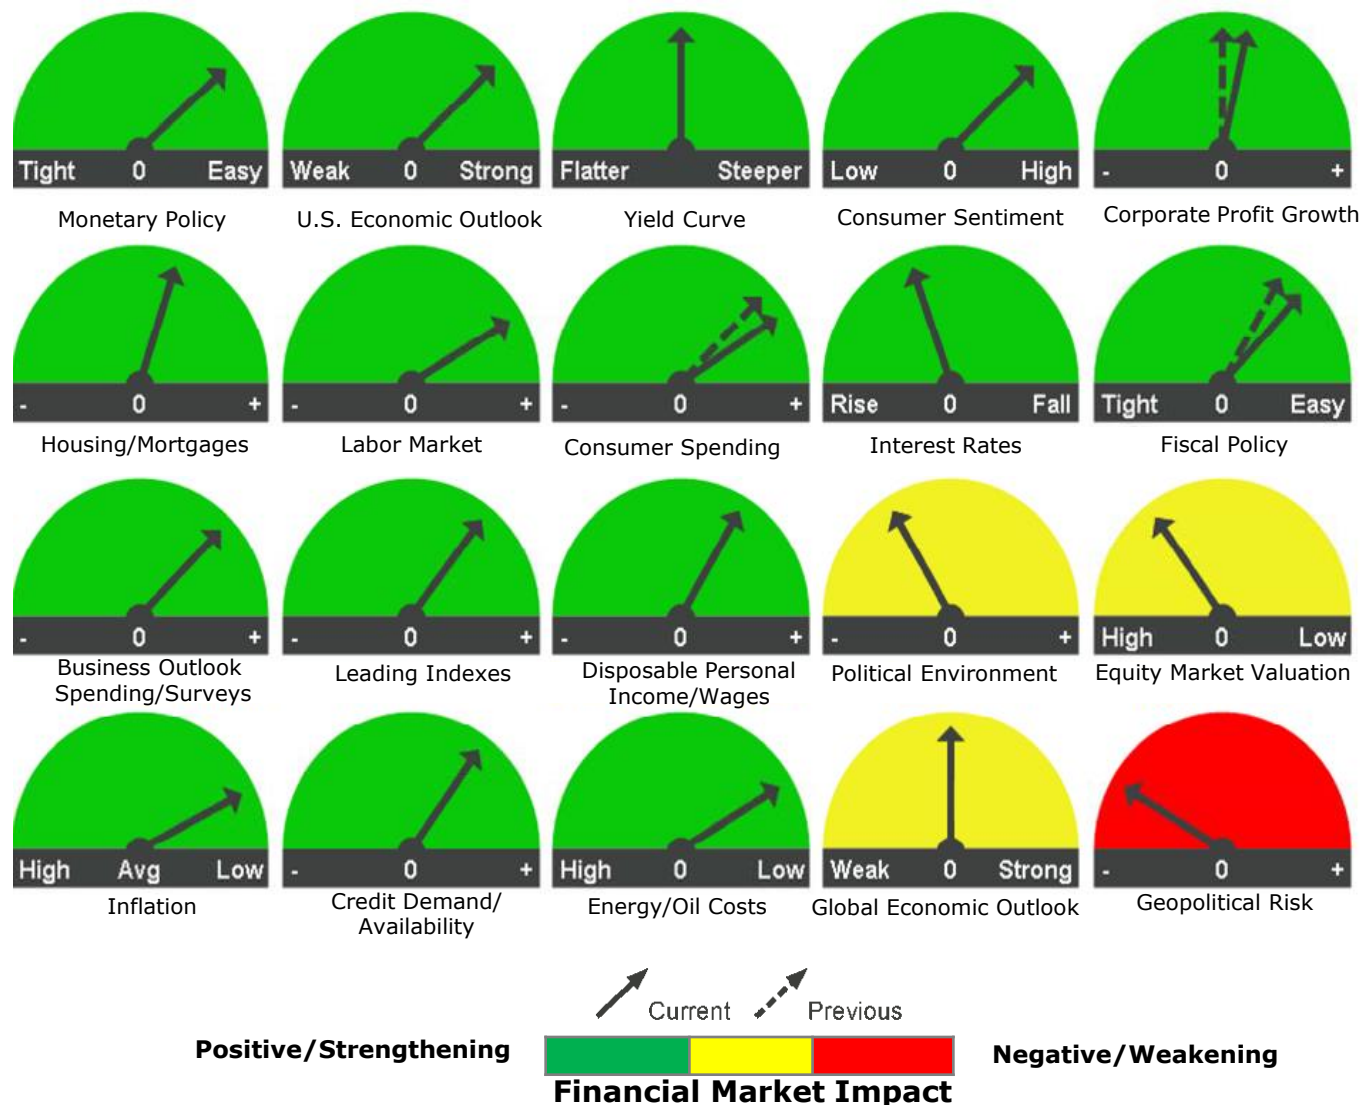 Tight 0 Easy
Weak 0 Strong
Flatter Steeper
Low 0 High
- 0 +
Monetary Policy
U.S. Economic Outlook
Yield Curve
Consumer Sentiment
Corporate Profit Growth
- 0 +
- 0 +
- 0 +
Rise 0 Fall
Tight 0 Easy
Housing/Mortgages
Labor Market
Consumer Spending
Interest Rates
Fiscal Policy
- 0 +
- 0 +
- 0 +
- 0 +
High 0 Low
Business Outlook
Spending/Surveys
Leading Indexes
Disposable Personal
Income/Wages
Political Environment
Equity Market Valuation
High Avg Low
- 0 +
High 0 Low
Weak 0 Strong
- 0 +
Inflation
Credit Demand/
Availability
Energy/Oil Costs
Global Economic Outlook
Geopolitical Risk
Current
Previous
Positive/Strengthening
Negative/Weakening
Financial Market Impact